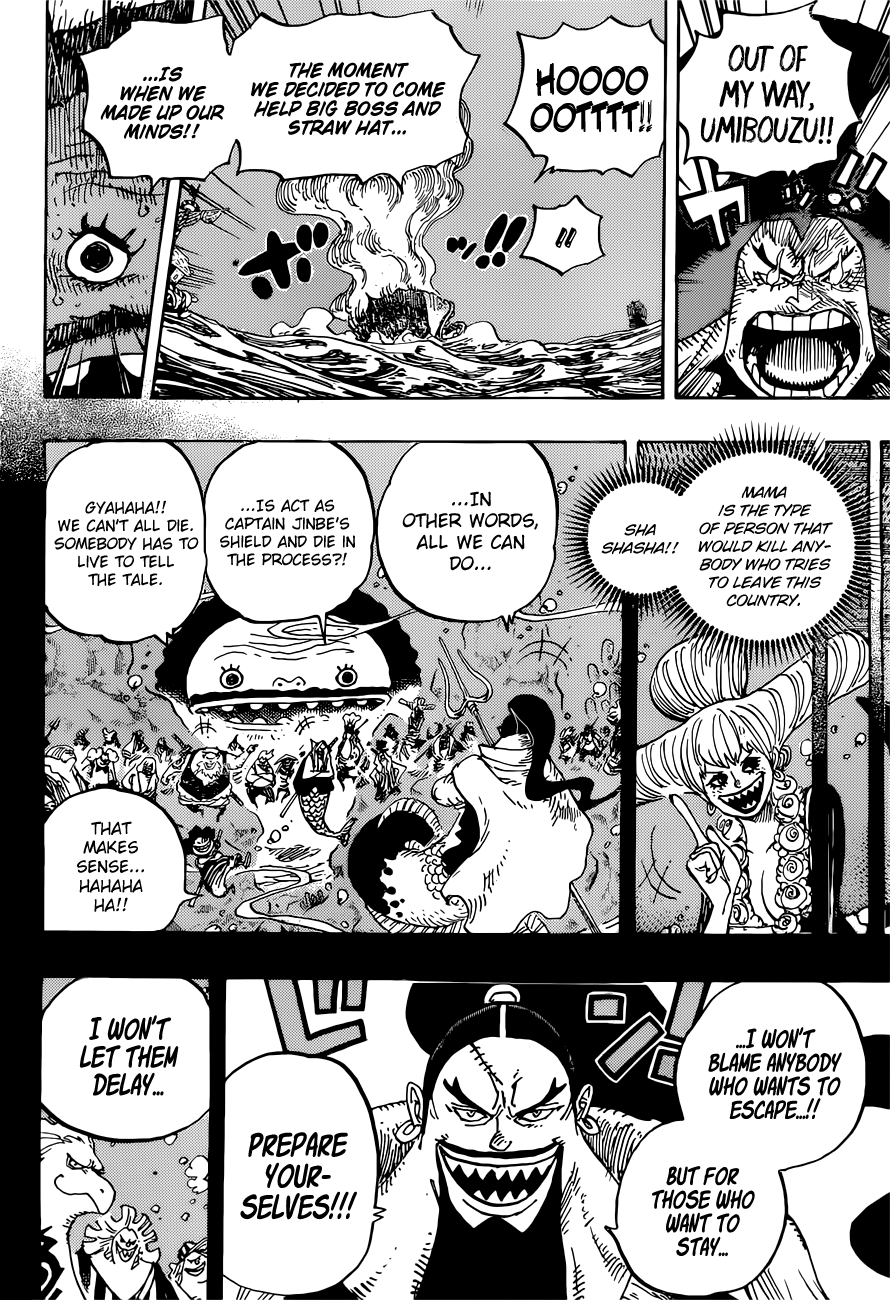 OUT OF
MY WAY,
UMIBOUZU!!
HOOOO
OOTTTT!!
!!
THE MOMENT
WE DECIDED TO COME
HELP BIG BOSS AND
STRAW HAT...
...IS
WHEN WE
MADE UP OUR
MINDS!!
MAMA
IS THE TYPE
OF PERSON THAT
WOULD KILL ANY-
BODY WHO TRIES
TO LEAVE THIS
COUNTRY.
SHA
SHASHA!!
...IN
OTHER WORDS,
ALL WE CAN
DO...
...IS ACT AS
CAPTAIN JINBE'S
SHIELD AND DIE IN
THE PROCESS?!
GYAHAHA!!
WE CAN'T ALL DIE.
SOMEBODY HAS TO
LIVE TO TELL
THE TALE.
THAT
MAKES
SENSE...
HAHAHA
HA!!
...I WON'T
BLAME ANYBODY
WHO WANTS TO
ESCAPE...!!
BUT FOR
THOSE WHO
WANT TO
STAY...
PREPARE
YOUR-
SELVES!!!
I WON'T
LET THEM
DELAY...